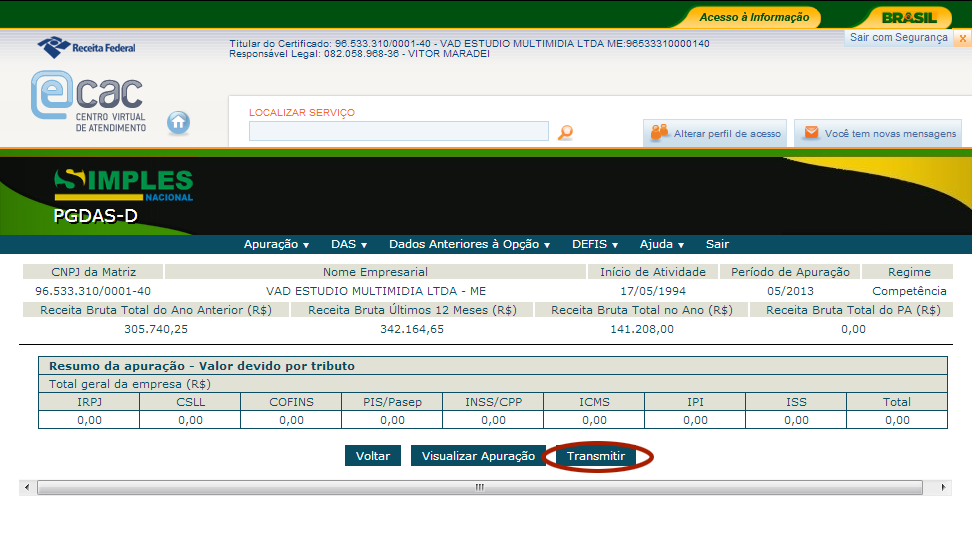 Acesso à Informação BRASIL
Receita Federal
Titular do Certificado: 96.533.310/0001-40 - VAD ESTUDIO MULTIMIDIA LTDA ME:96533310000140
Responsável Legal: 082.058.968-36 - VITOR MARADEI
Sair com Segurança x
ecac
CENTRO VIRTUAL
DE ATENDIMENTO
LOCALIZAR SERVIÇO
Alterar perfil de acesso Você tem novas mensagens
SIMPLES
NACIONAL
PGDAS-D
Apuração DAS Dados Anteriores à Opção DEFIS Ajuda Sair
CNPJ da Matriz Nome Empresarial Início de Atividade Período de Apuração Regime
96.533.310/0001-40 VAD ESTUDIO MULTIMIDIA LTDA - ME 17/05/1994 05/2013 Competência
Receita Bruta Total do Ano Anterior (R$) Receita Bruta Últimos 12 Meses (R$) Receita Bruta Total no Ano (R$) Receita Bruta Total do PA (R$)
305.740,25 342.164,65 141.208,00 0,00
Resumo da apuração - Valor devido por tributo
Total geral da empresa (R$)
IRPJ CSLL COFINS PIS/Pasep INSS/CPP ICMS IPI ISS Total
0,00 0,00 0,00 0,00 0,00 0,00 0,00 0,00 0,00
Voltar Visualizar Apuração Transmitir